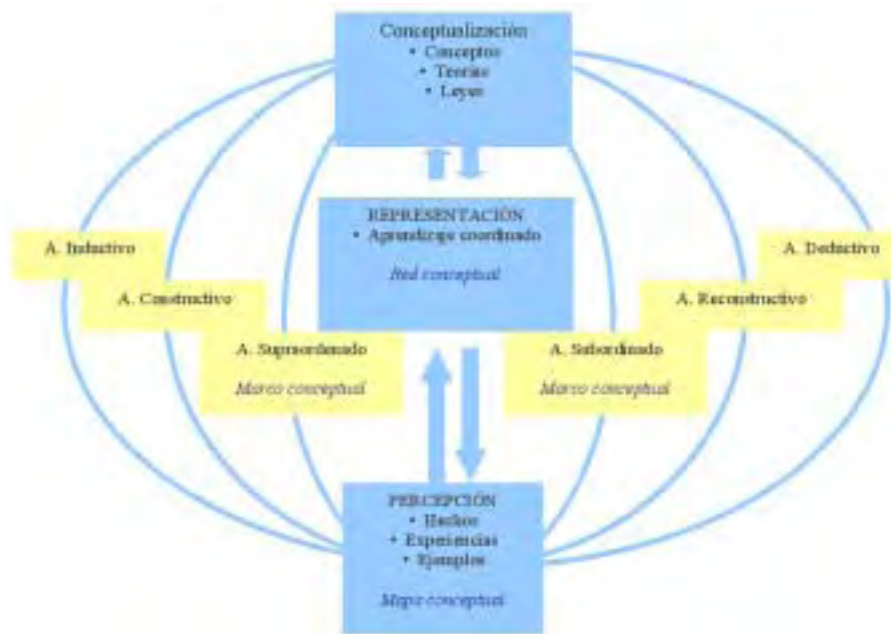 Conceptualización
• Conceptos
• Teorías
• Leyes
REPRESENTACIÓN
• Aprendizaje coordinado
Red conceptual
A. Inductivo
A. Deductivo
A. Constructivo
A. Reconstructivo
A. Supraordenado
Marco conceptual
A. Subordinado
Marco conceptual
PERCEPCIÓN
• Hechos
• Experiencias
• Ejemplos
Mapa conceptual